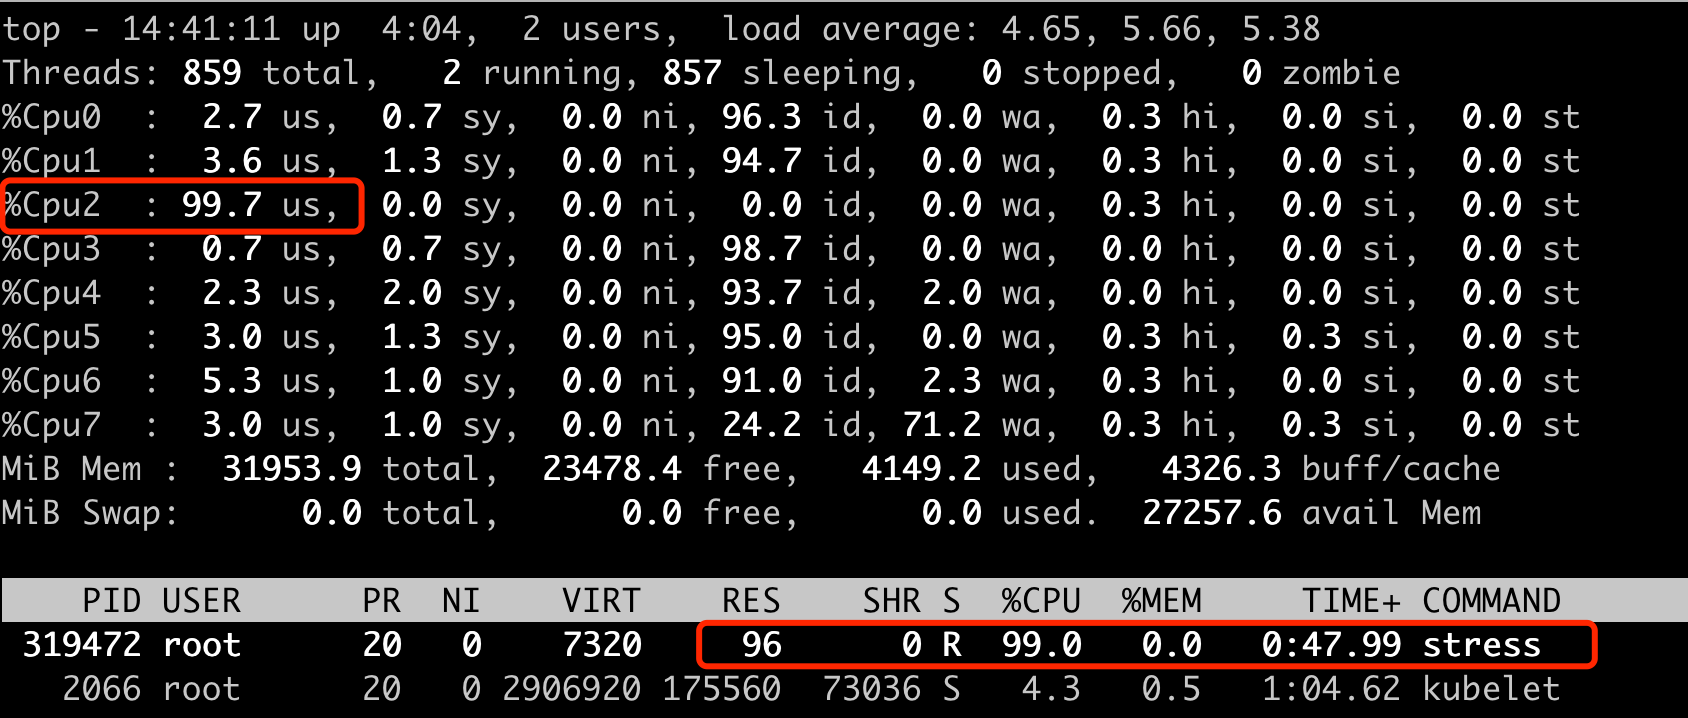 top - 14:41:11 up  4:04,  2 users,  load average: 4.65, 5.66, 5.38
Threads: 859 total,   2 running, 857 sleeping,   0 stopped,   0 zombie
%Cpu0  :  2.7 us,  0.7 sy,  0.0 ni, 96.3 id,  0.0 wa,  0.3 hi,  0.0 si,  0.0 st
%Cpu1  :  3.6 us,  1.3 sy,  0.0 ni, 94.7 id,  0.0 wa,  0.3 hi,  0.0 si,  0.0 st
%Cpu2  : 99.7 us,  0.0 sy,  0.0 ni,  0.0 id,  0.0 wa,  0.3 hi,  0.0 si,  0.0 st
%Cpu3  :  0.7 us,  0.7 sy,  0.0 ni, 98.7 id,  0.0 wa,  0.0 hi,  0.0 si,  0.0 st
%Cpu4  :  2.3 us,  2.0 sy,  0.0 ni, 93.7 id,  2.0 wa,  0.0 hi,  0.0 si,  0.0 st
%Cpu5  :  3.0 us,  1.3 sy,  0.0 ni, 95.0 id,  0.0 wa,  0.3 hi,  0.3 si,  0.0 st
%Cpu6  :  5.3 us,  1.0 sy,  0.0 ni, 91.0 id,  2.3 wa,  0.3 hi,  0.0 si,  0.0 st
%Cpu7  :  3.0 us,  1.0 sy,  0.0 ni, 24.2 id, 71.2 wa,  0.3 hi,  0.3 si,  0.0 st
MiB Mem :  31953.9 total,  23478.4 free,   4149.2 used,   4326.3 buff/cache
MiB Swap:      0.0 total,      0.0 free,      0.0 used.  27257.6 avail Mem
    PID USER      PR  NI    VIRT    RES    SHR S  %CPU  %MEM     TIME+ COMMAND
 319472 root      20   0    7320     96      0 R  99.0   0.0   0:47.99 stress
   2066 root      20   0 2906920 175560  73036 S   4.3   0.5   1:04.62 kubelet